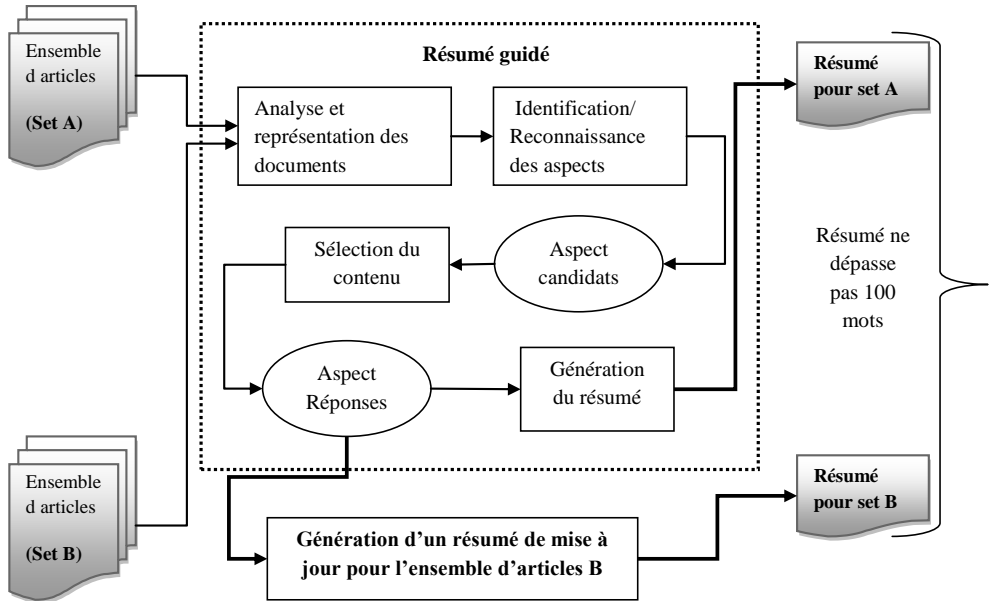 Ensemble
d articles
(Set A)
Résumé guidé
Analyse et
représentation des
documents
Identification/
Reconnaissance
des aspects
Résumé
pour set A
Sélection du
contenu
Aspect
candidats
Résumé ne
dépasse
pas 100
mots
Aspect
Réponses
Génération
du résumé
Ensemble
d articles
(Set B)
Génération d’un résumé de mise à
jour pour l’ensemble d’articles B
Résumé
pour set B